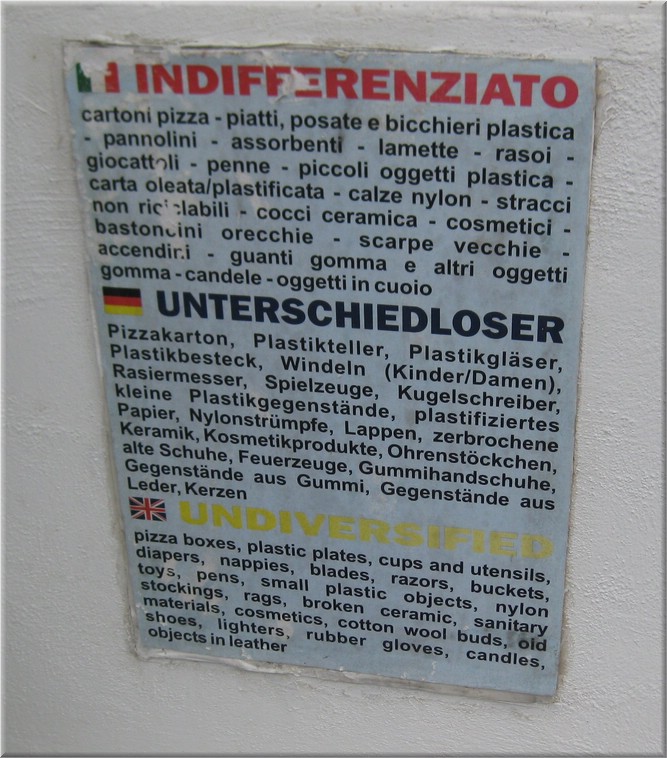 INDIFFERENZIATO
cartoni pizza - piatti, posate e bicchieri plastica
- pannolini - assorbenti - lamette - rasoi -
giocattoli - penne - piccoli oggetti plastica -
carta oleata/plastificata - calze nylon - stracci
non riciclabili - cocci ceramica - cosmetici -
bastoncini orecchie - scarpe vecchie -
accendini - guanti gomma e altri oggetti
gomma - candele - oggetti in cuoio
UNTERSCHIEDLOSER
Pizzakarton, Plastikteller, Plastikgläser,
Plastikbesteck, Windeln (Kinder/Damen),
Rasiermesser, Spielzeuge, Kugelschreiber,
kleine Plastikgegenstände, plastifiziertes
Papier, Nylonstrümpfe, Lappen, zerbrochene
Keramik, Kosmetikprodukte, Ohrenstöckchen,
alte Schuhe, Feuerzeuge, Gummihandschuhe,
Gegenstände aus Gummi, Gegenstände aus
Leder, Kerzen
UNDIVERSIFIED
pizza boxes, plastic plates, cups and utensils,
diapers, nappies, blades, razors, buckets,
toys, pens, small plastic objects, nylon
stockings, rags, broken ceramic, sanitary
materials, cosmetics, cotton wool buds, old
shoes, lighters, rubber gloves, candles,
objects in leather